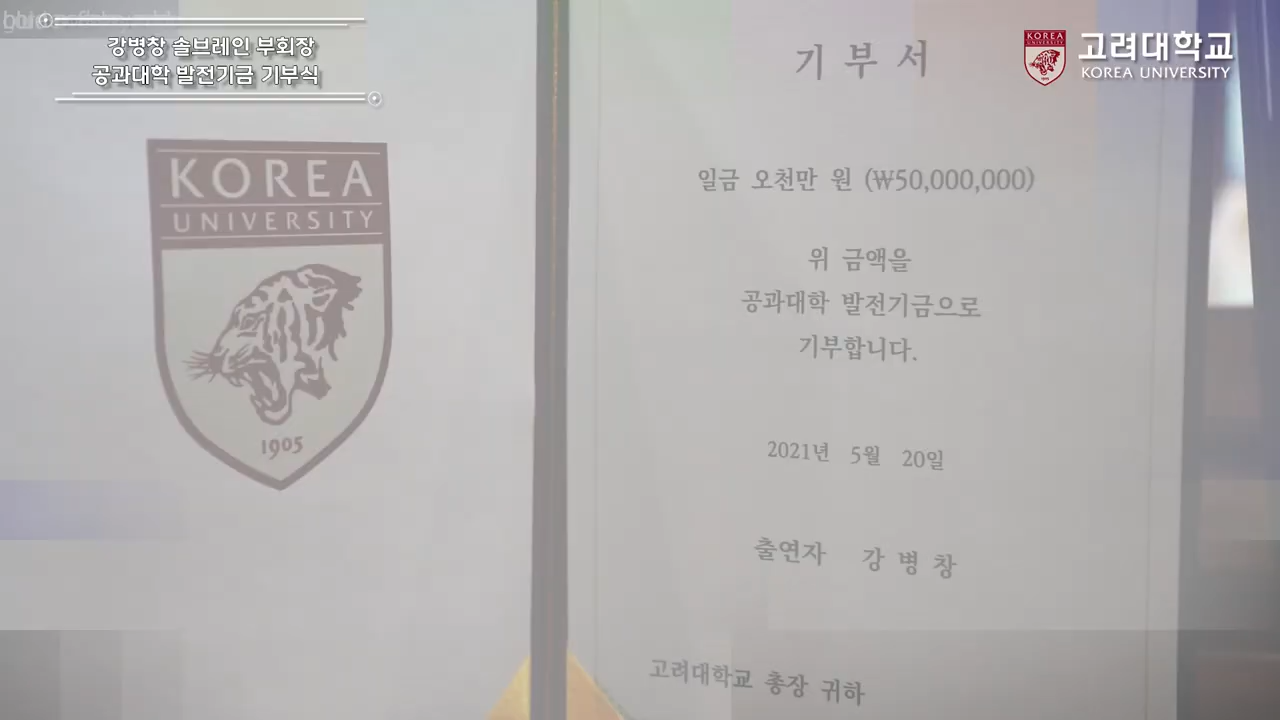 강병창 솔브레인 부회장
공과대학 발전기금 기부식
고려대학교
KOREA UNIVERSITY
KOREA
UNIVERSITY
1905
기부서
일금 오천만 원 (₩50,000,000)
위 금액을
공과대학 발전기금으로
기부합니다.
2021년 5월 20일
출연자 강병창
고려대학교 총장 귀하